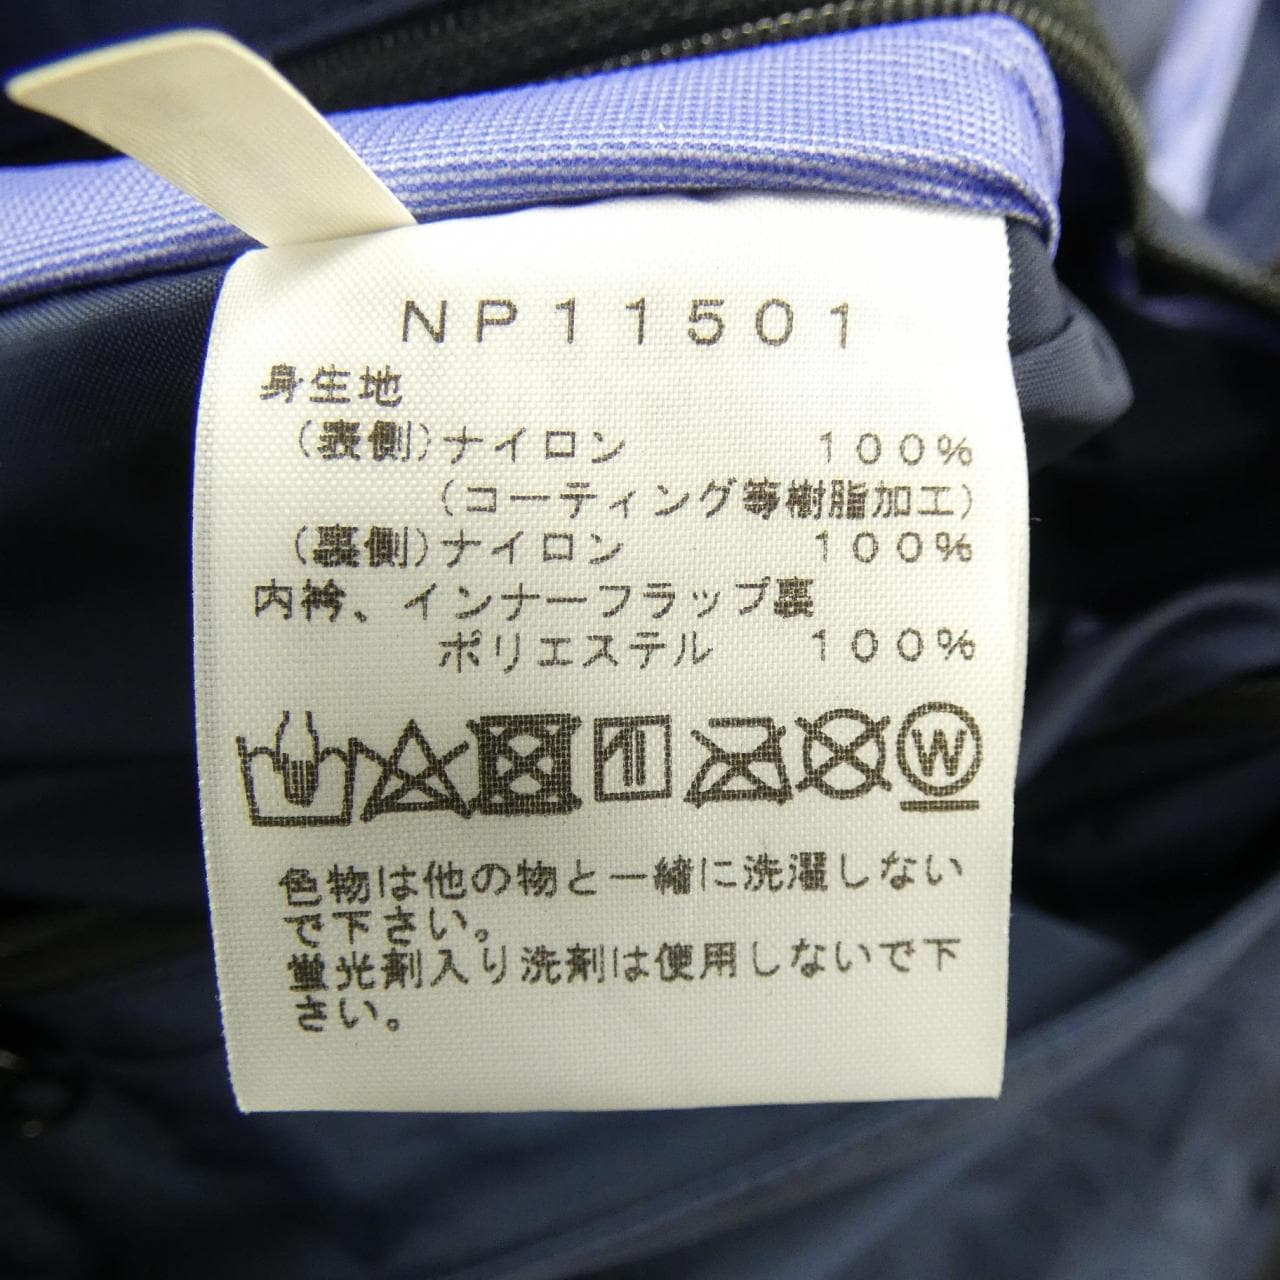 NP11501
身生地
(表側)ナイロン 100%
(コーティング等樹脂加工)
(裏側)ナイロン 100%
内衿、インナーフラップ裏
ポリエステル 100%
W
色物は他の物と一緒に洗濯しない
で下さい。
蛍光剤入り洗剤は使用しないで下
さい。